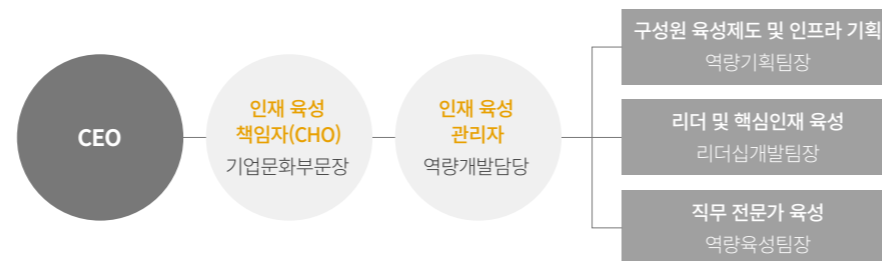 CEO
인재 육성
책임자(CHO)
기업문화부문장
인재 육성
관리자
역량개발담당
구성원 육성제도 및 인프라 기획
역량기획팀장
리더 및 핵심인재 육성
리더십개발팀장
직무 전문가 육성
역량육성팀장